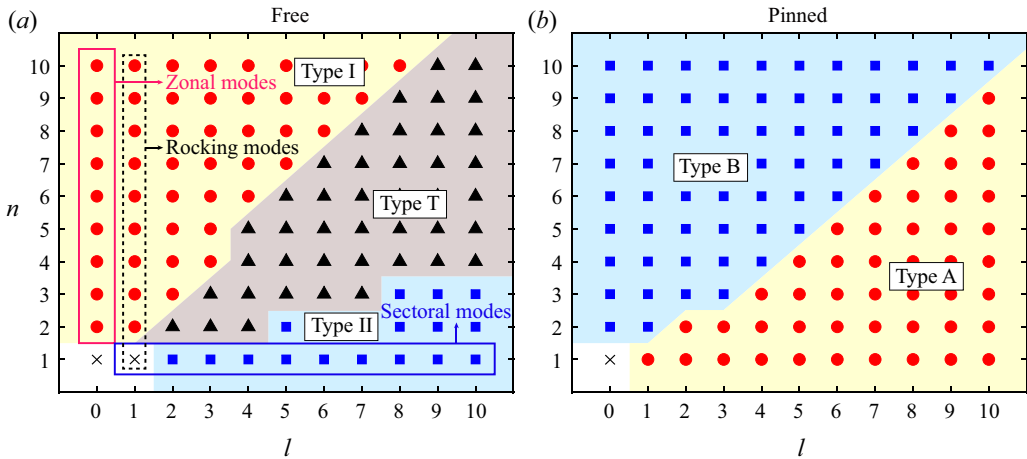 (a)
Free
(b)
Pinned
n
10
9
8
7
6
5
4
3
2
1
Type I
Zonal modes
Rocking modes
Type T
Type II
Sectoral modes
0 1 2 3 4 5 6 7 8 9 10
l
10
9
8
7
6
5
4
3
2
1
Type B
Type A
0 1 2 3 4 5 6 7 8 9 10
l